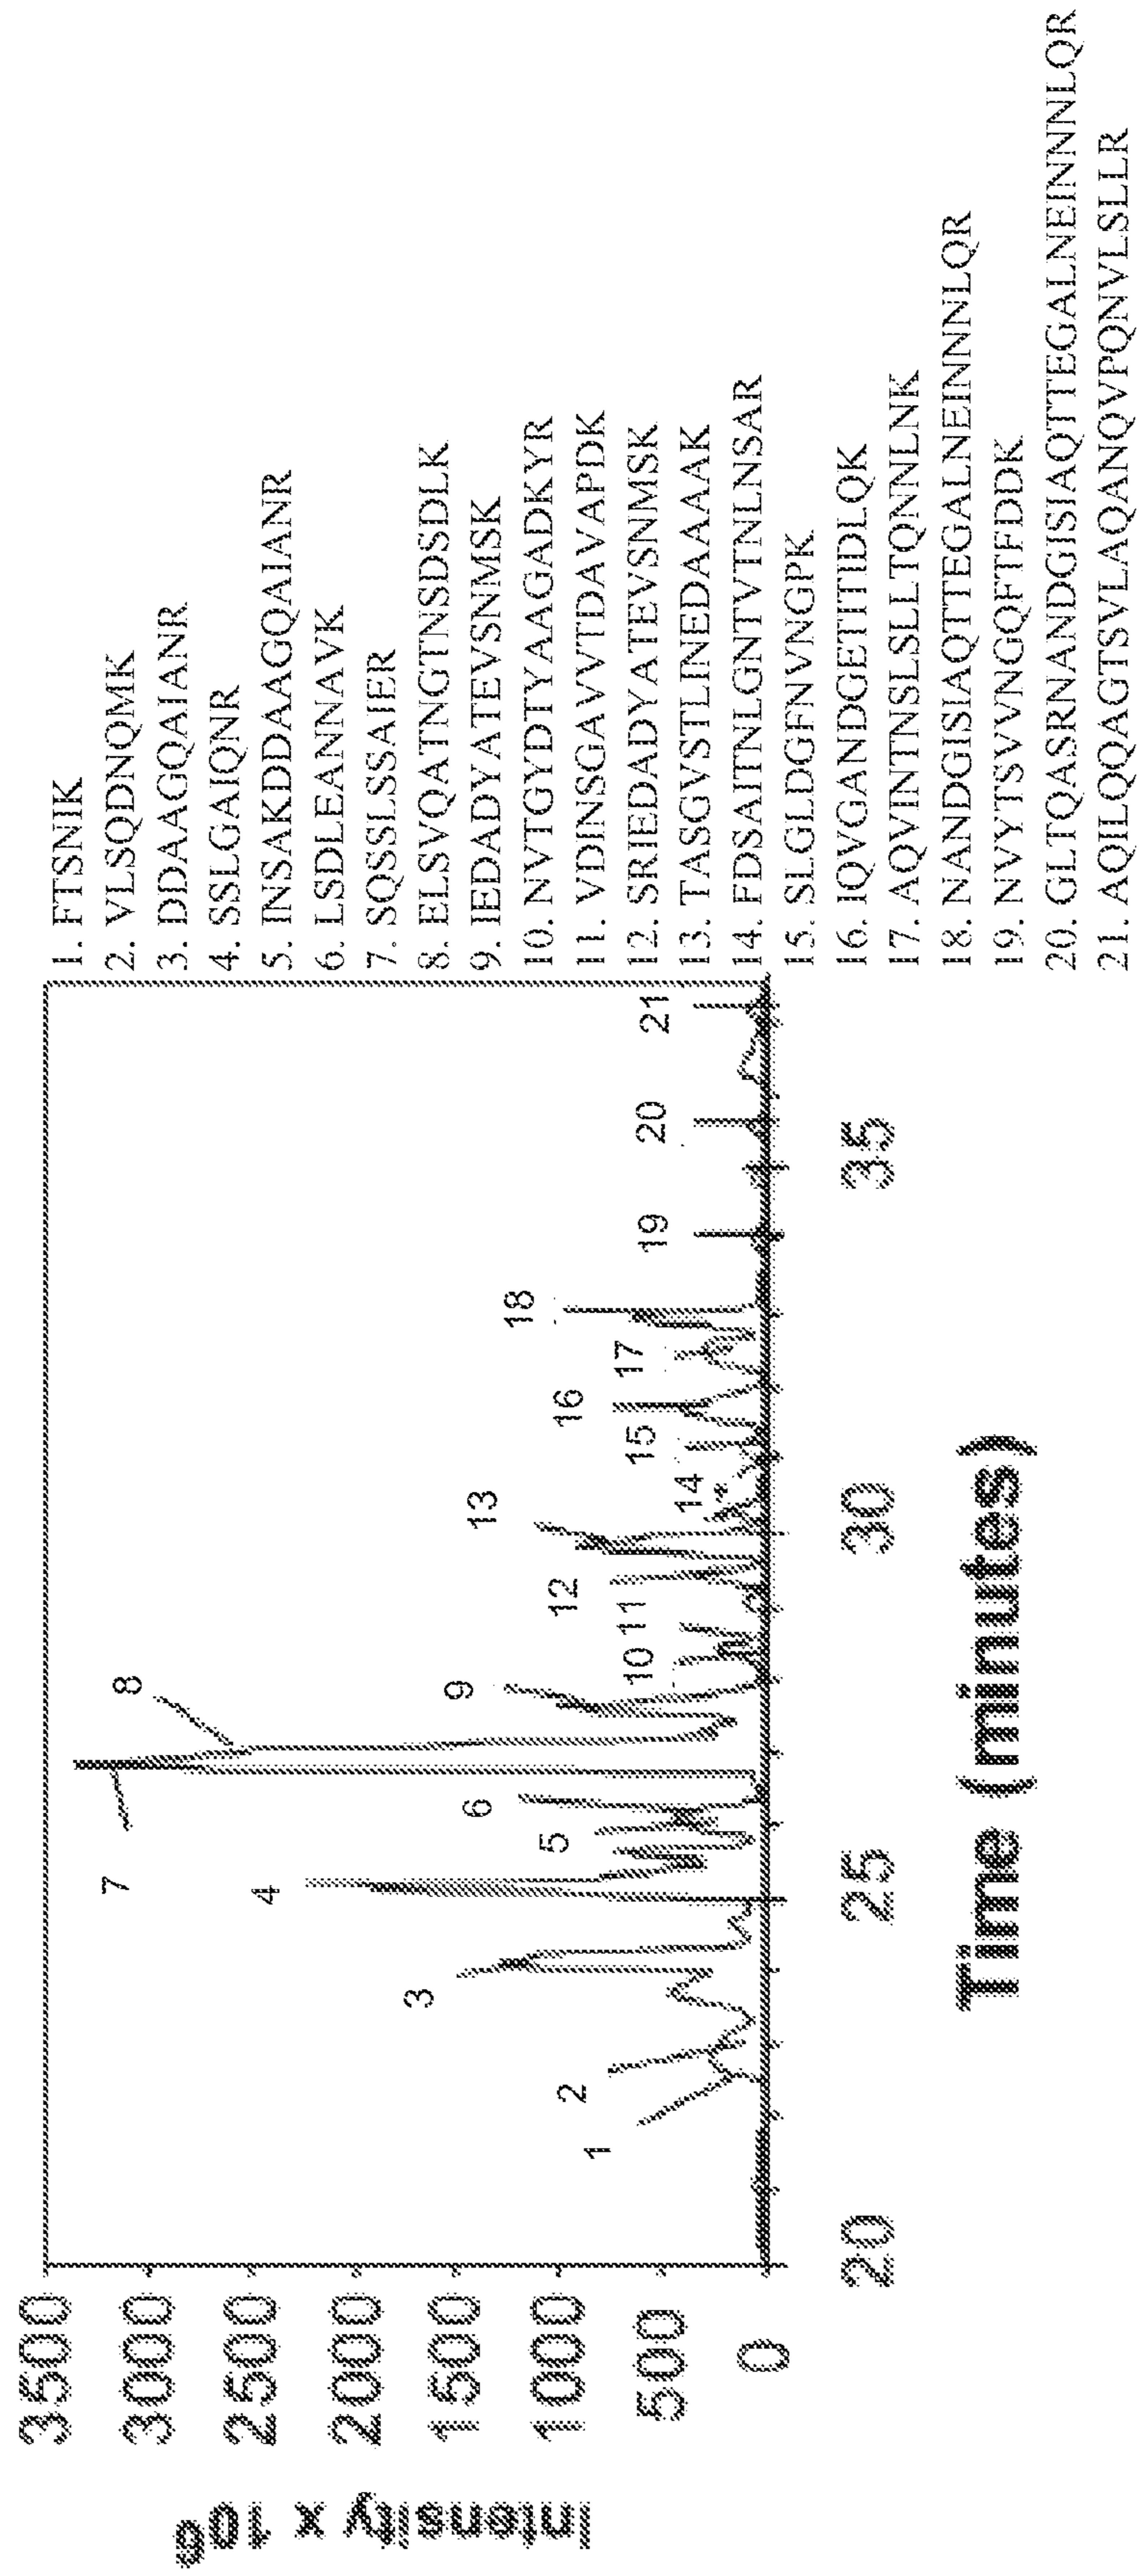 Intensity x 10⁶
3500
3000
2500
2000
1500
1000
500
0
20
25
30
35
Time (minutes)
1
2
3
4
5
6
7
8
9
10
11
12
13
14
15
16
17
18
19
20
21
1. FTSNIK
2. VLSQDNQMK
3. DDAAGQAIANR
4. SSLGAIQNR
5. INSAKDDAAGQAIANR
6. LSDLEANNAVK
7. SQSSLSSAIER
8. ELSVQATNGTNSDSDLK
9. IEDADYATEVSNMSK
10. NVTGYDTYAAGADKYR
11. VDINSGAVVTDAVAPDK
12. SRIEDADYATEVSNMSK
13. TASGVSTLINEDAAAAK
14. FDSAITNLGNTVTNLNSAR
15. SLGLDGFNVNGPK
16. IQVGANDGETITIDLQK
17. AQVINTNSLSLLTQNNLNK
18. NANDGISIAQTTEGALNEINNNLQR
19. NVYTSVVNGQFTFDDK
20. GLTQASRNANDGISIAQTTEGALNEINNNLQR
21. AQILQQAGTSVLAQANQVPQNVLSLLR